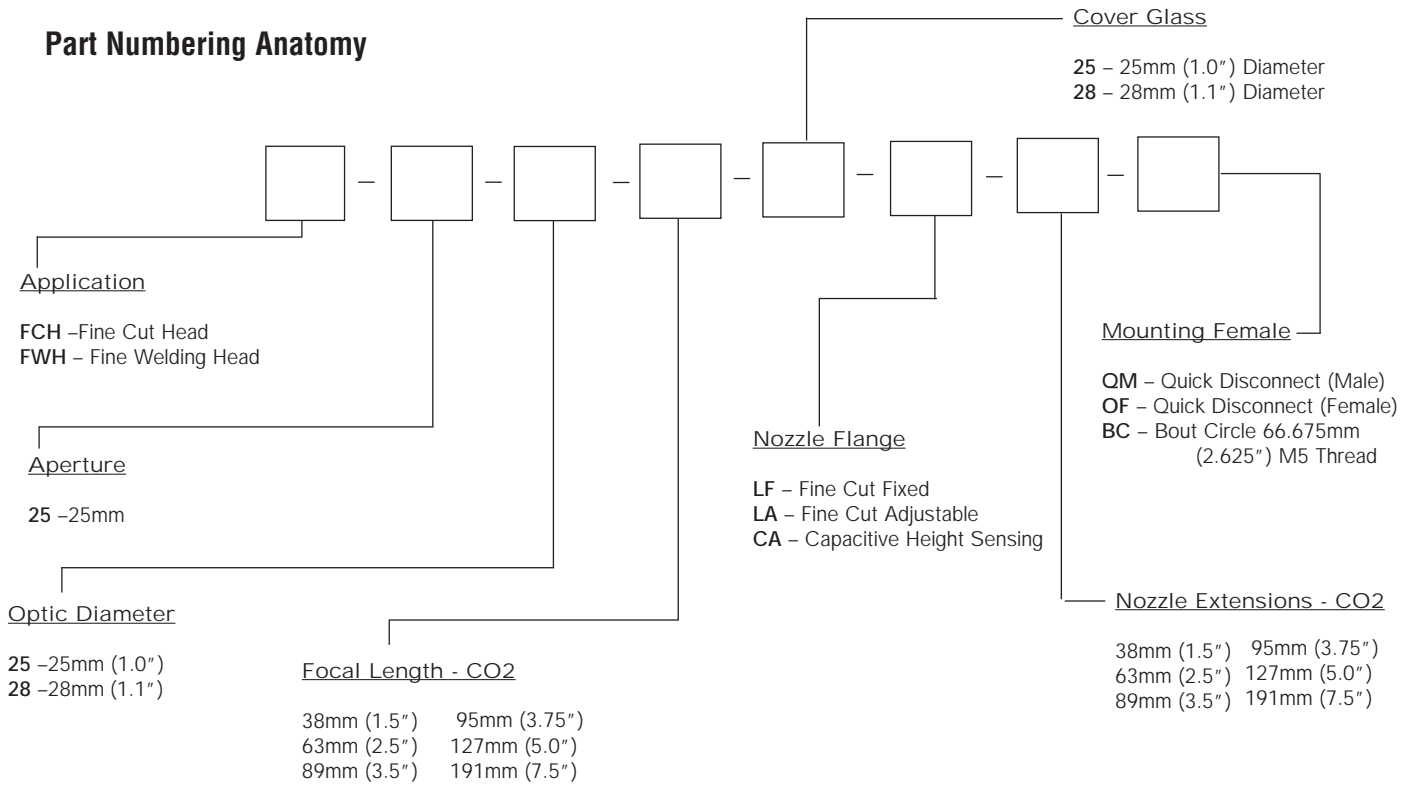 Part Numbering Anatomy
Cover Glass
25 – 25mm (1.0") Diameter
28 – 28mm (1.1") Diameter
– – – – – – –
Application
FCH –Fine Cut Head
FWH – Fine Welding Head
Aperture
25 –25mm
Optic Diameter
25 –25mm (1.0")
28 –28mm (1.1")
Focal Length - CO2
38mm (1.5") 95mm (3.75")
63mm (2.5") 127mm (5.0")
89mm (3.5") 191mm (7.5")
Nozzle Flange
LF – Fine Cut Fixed
LA – Fine Cut Adjustable
CA – Capacitive Height Sensing
Mounting Female
QM – Quick Disconnect (Male)
OF – Quick Disconnect (Female)
BC – Bout Circle 66.675mm
(2.625") M5 Thread
Nozzle Extensions - CO2
38mm (1.5") 95mm (3.75")
63mm (2.5") 127mm (5.0")
89mm (3.5") 191mm (7.5")